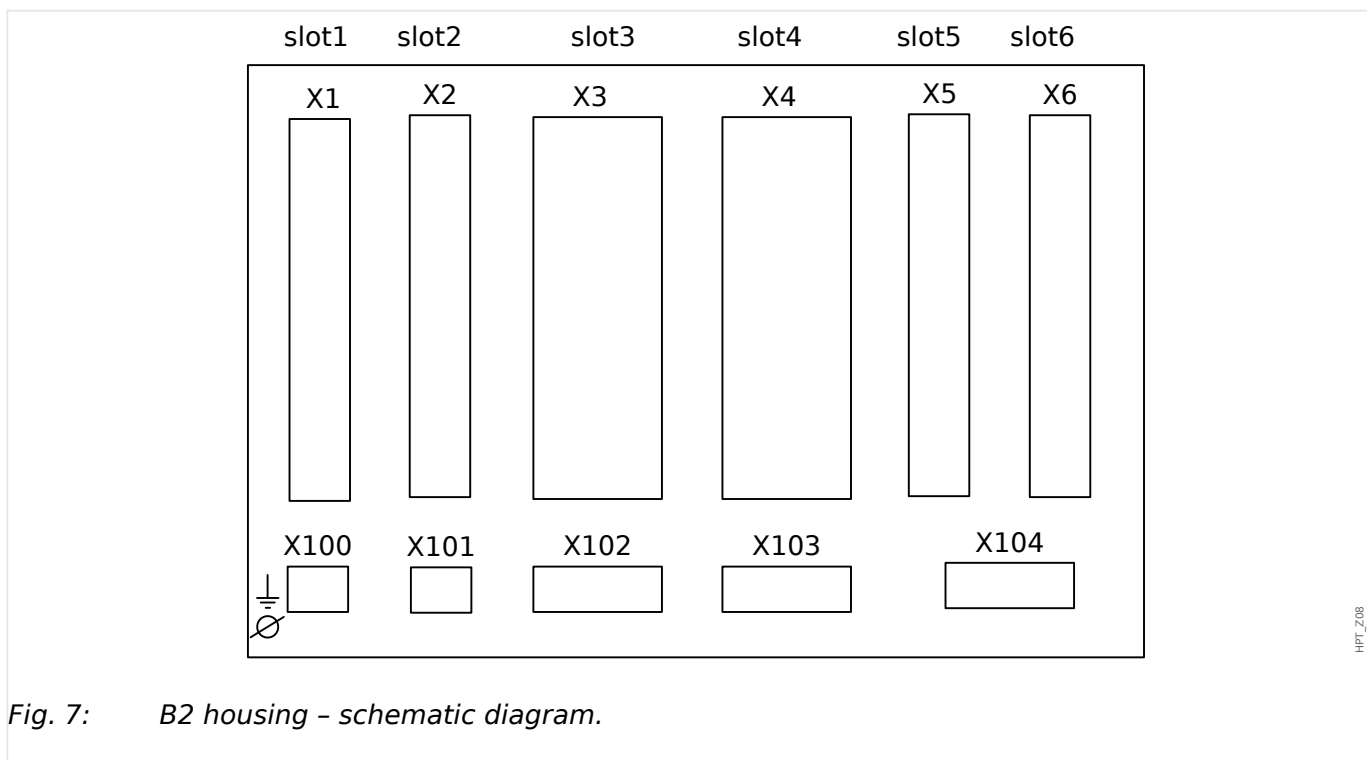 slot1 slot2 slot3 slot4 slot5 slot6
X1 X2 X3 X4 X5 X6
X100 X101 X102 X103 X104
HPT_Z08
Fig. 7: B2 housing – schematic diagram.